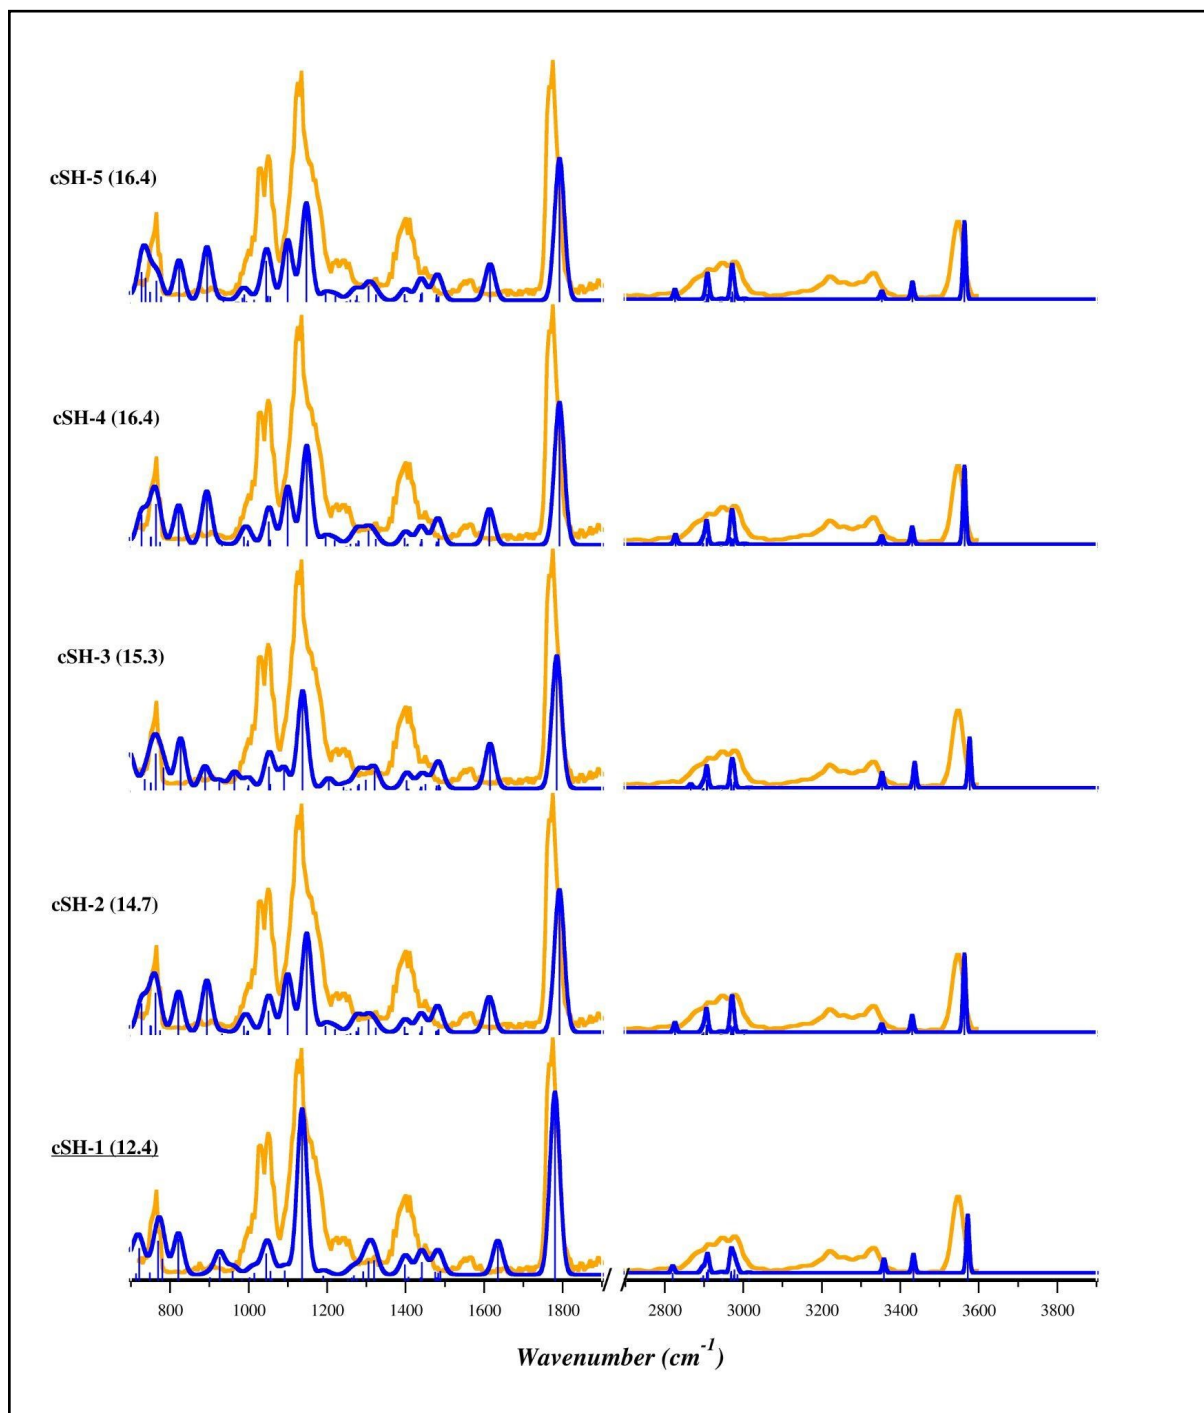 cSH-5 (16.4)
cSH-4 (16.4)
cSH-3 (15.3)
cSH-2 (14.7)
cSH-1 (12.4)
800 1000 1200 1400 1600 1800 2800 3000 3200 3400 3600 3800
Wavenumber (cm-1)